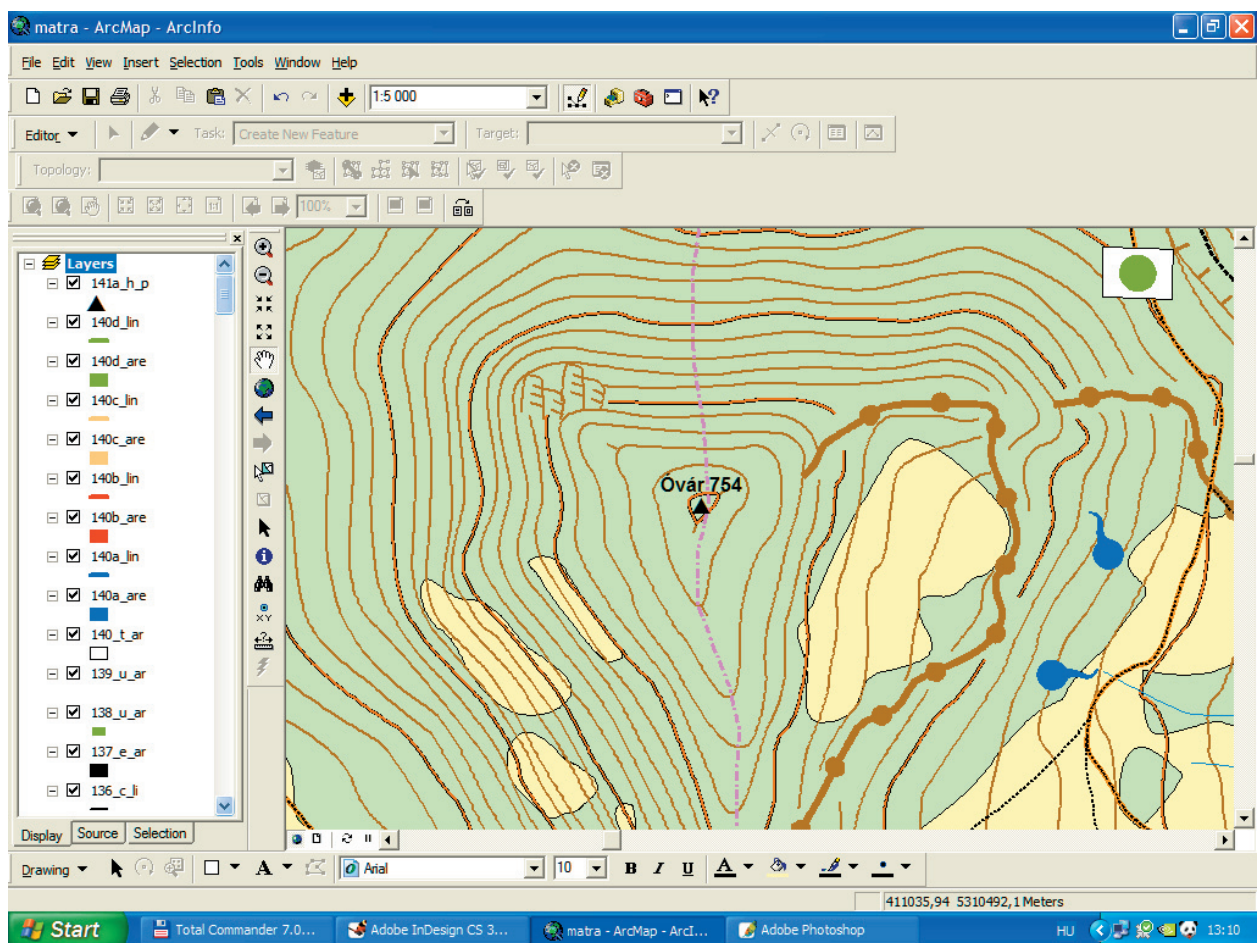 matra - ArcMap - ArcInfo
File Edit View Insert Selection Tools Window Help
1:5 000
Editor Task: Create New Feature Target:
Topology:
1:1 100%
Layers
141a_h_p
140d_lin
140d_are
140c_lin
140c_are
140b_lin
140b_are
140a_lin
140a_are
140_t_ar
139_u_ar
138_u_ar
137_e_ar
136_c_li
XY
Óvár 754
Display Source Selection
Drawing A Arial 10 B I U A
411035,94 5310492,1 Meters
Start Total Commander 7.0... Adobe InDesign CS 3... matra - ArcMap - ArcI... Adobe Photoshop HU 13:10